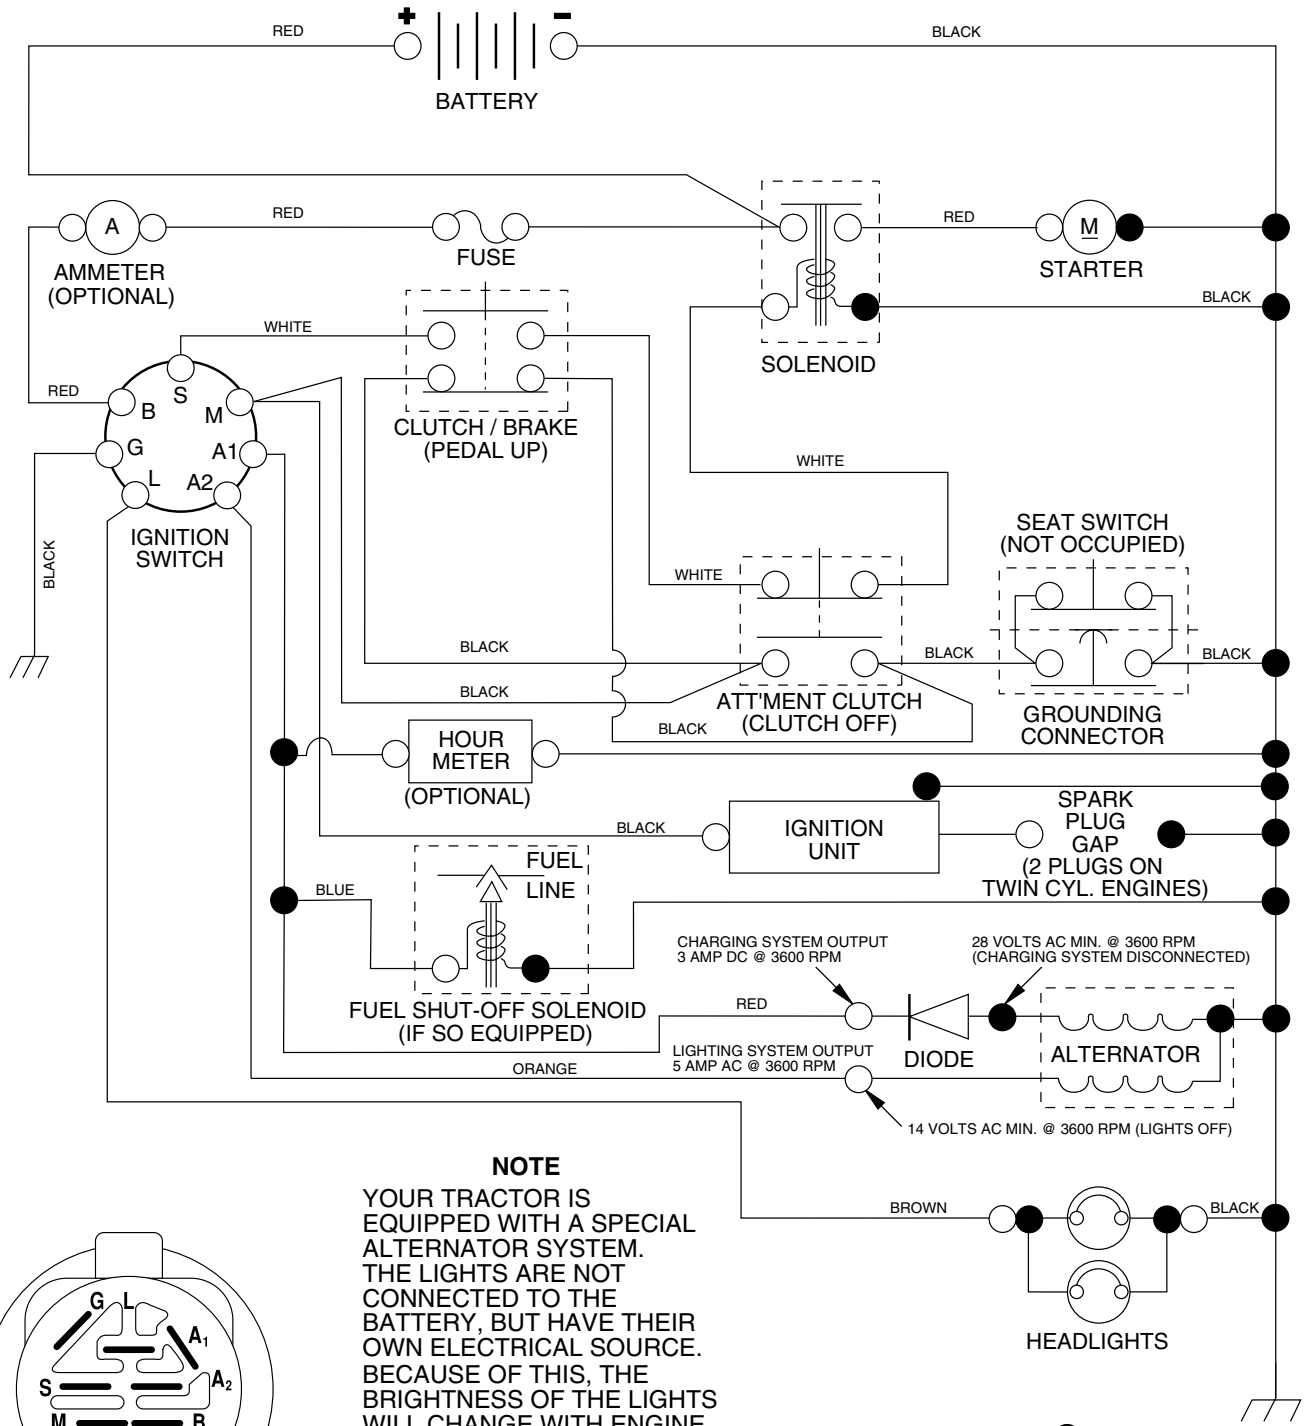 +
−
RED
BLACK
BATTERY
A
RED
FUSE
RED
M
STARTER
AMMETER
(OPTIONAL)
BLACK
WHITE
SOLENOID
RED
S
B
M
G
A1
L
A2
CLUTCH / BRAKE
(PEDAL UP)
WHITE
IGNITION
SWITCH
BLACK
SEAT SWITCH
(NOT OCCUPIED)
WHITE
BLACK
BLACK
BLACK
BLACK
ATT'MENT CLUTCH
(CLUTCH OFF)
BLACK
GROUNDING
CONNECTOR
HOUR
METER
(OPTIONAL)
BLACK
IGNITION
UNIT
SPARK
PLUG
GAP
(2 PLUGS ON
TWIN CYL. ENGINES)
FUEL
LINE
BLUE
FUEL SHUT-OFF SOLENOID
(IF SO EQUIPPED)
CHARGING SYSTEM OUTPUT
3 AMP DC @ 3600 RPM
28 VOLTS AC MIN. @ 3600 RPM
(CHARGING SYSTEM DISCONNECTED)
RED
DIODE
ALTERNATOR
LIGHTING SYSTEM OUTPUT
5 AMP AC @ 3600 RPM
ORANGE
14 VOLTS AC MIN. @ 3600 RPM (LIGHTS OFF)
BROWN
BLACK
HEADLIGHTS
NOTE
YOUR TRACTOR IS
EQUIPPED WITH A SPECIAL
ALTERNATOR SYSTEM.
THE LIGHTS ARE NOT
CONNECTED TO THE
BATTERY, BUT HAVE THEIR
OWN ELECTRICAL SOURCE.
BECAUSE OF THIS, THE
BRIGHTNESS OF THE LIGHTS
WILL CHANGE WITH ENGINE
G L
A1
A2
S
M B